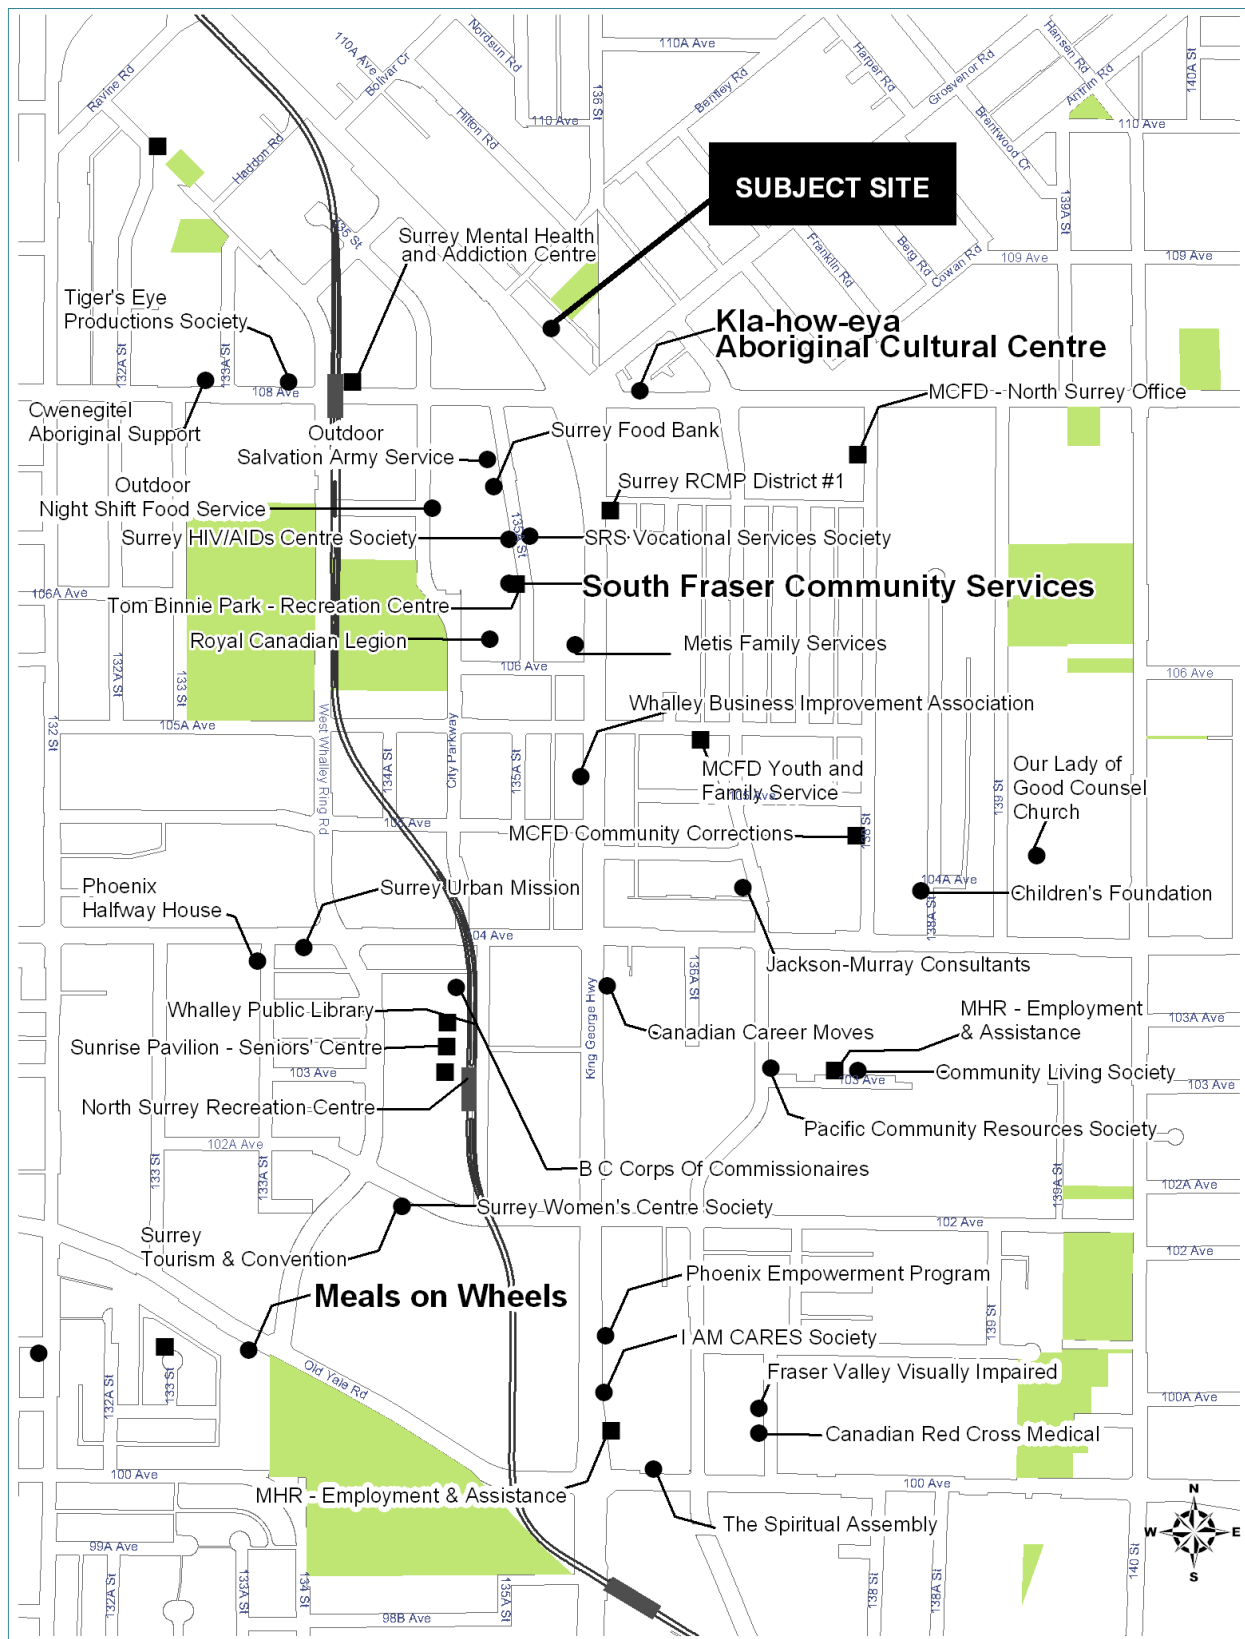 Nordsun Rd
110A Ave
Bolivar Cr
110A Ave
Hansen Rd
140A St
Harper Rd
Grosvenor Rd
Antrim Rd
Ravine Rd
Bentley Rd
136 St
Hilton Rd
110 Ave
Brentwood Cr
110 Ave
Haddon Rd
SUBJECT SITE
139A St
135 St
Surrey Mental Health
and Addiction Centre
Franklin Rd
Berg Rd
Cowan Rd
109 Ave
109 Ave
Tiger's Eye
Productions Society
Kla-how-eya
Aboriginal Cultural Centre
132A St
133A St
108 Ave
MCFD - North Surrey Office
Cwenegitel
Aboriginal Support
Outdoor
Salvation Army Service
Surrey Food Bank
Outdoor
Night Shift Food Service
Surrey RCMP District #1
135A St
Surrey HIV/AIDs Centre Society
SRS Vocational Services Society
106A Ave
South Fraser Community Services
Tom Binnie Park - Recreation Centre
Royal Canadian Legion
Metis Family Services
132A St
133 St
106 Ave
106 Ave
Whalley Business Improvement Association
105A Ave
132 St
West Whalley Ring Rd
134A St
City Parkway
135A St
MCFD Youth and
Family Service
105 Ave
139 St
Our Lady of
Good Counsel
Church
105 Ave
MCFD Community Corrections
138 St
Phoenix
Halfway House
Surrey Urban Mission
104A Ave
Children's Foundation
138A St
104 Ave
Jackson-Murray Consultants
136A St
King George Hwy
Whalley Public Library
Canadian Career Moves
MHR - Employment
& Assistance
103A Ave
Sunrise Pavilion - Seniors' Centre
103 Ave
103 Ave
Community Living Society
103 Ave
North Surrey Recreation Centre
Pacific Community Resources Society
102A Ave
133 St
133A St
B C Corps Of Commissionaires
139A St
102A Ave
Surrey Women's Centre Society
102 Ave
102 Ave
Surrey
Tourism & Convention
Phoenix Empowerment Program
Meals on Wheels
139 St
I AM CARES Society
133 St
132A St
Old Yale Rd
Fraser Valley Visually Impaired
100A Ave
Canadian Red Cross Medical
100 Ave
100 Ave
MHR - Employment & Assistance
The Spiritual Assembly
N
W
E
S
99A Ave
132A St
133A St
134 St
135A St
98B Ave
138 St
138A St
140 St